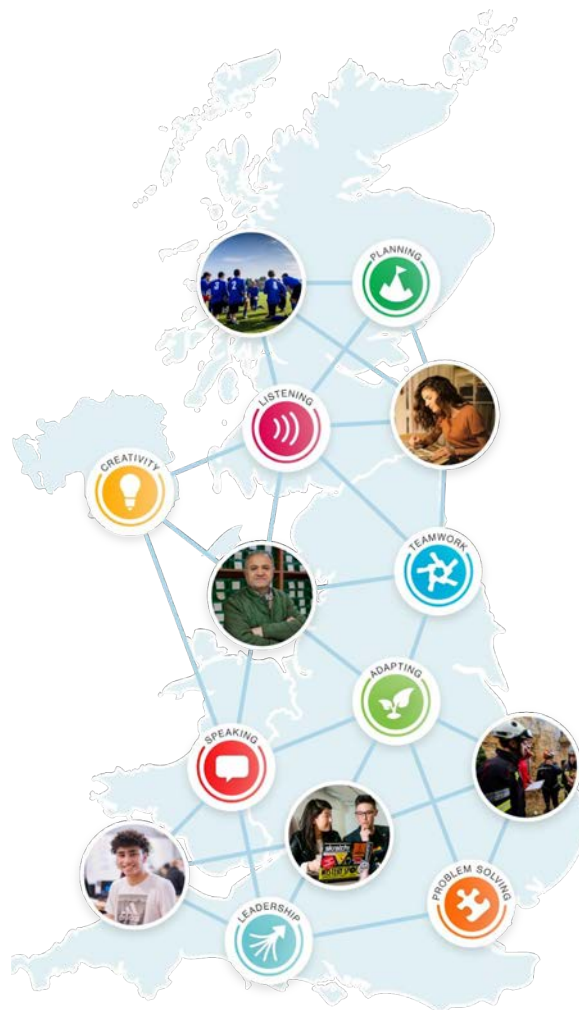 PLANNING
LISTENING
CREATIVITY
TEAMWORK
ADAPTING
SPEAKING
PROBLEM SOLVING
LEADERSHIP